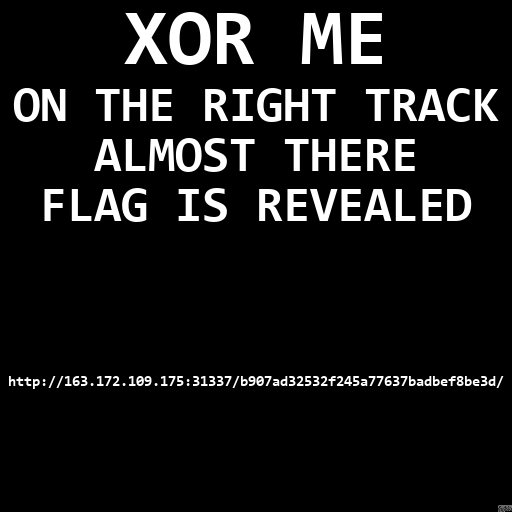 XOR ME
ON THE RIGHT TRACK
ALMOST THERE
FLAG IS REVEALED
http://163.172.109.175:31337/b907ad32532f245a77637badbef8be3d/